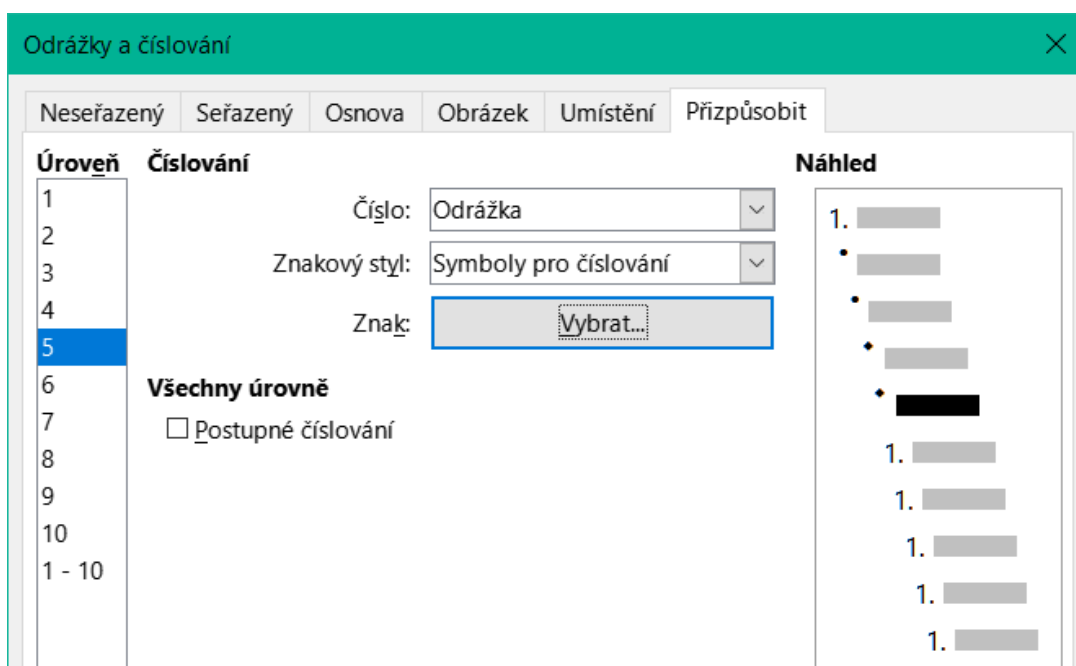 Odrážky a číslování
Neseřazený Seřazený Osnova Obrázek Umístění Přizpůsobit
Úroveň Číslování Náhled
1
2
3
4
5
6
7
8
9
10
1 - 10
Číslo: Odrážka
Znakový styl: Symboly pro číslování
Znak: Vybrat...
Všechny úrovně
Postupné číslování
1.
•
•
◆
◆
1.
1.
1.
1.
1.